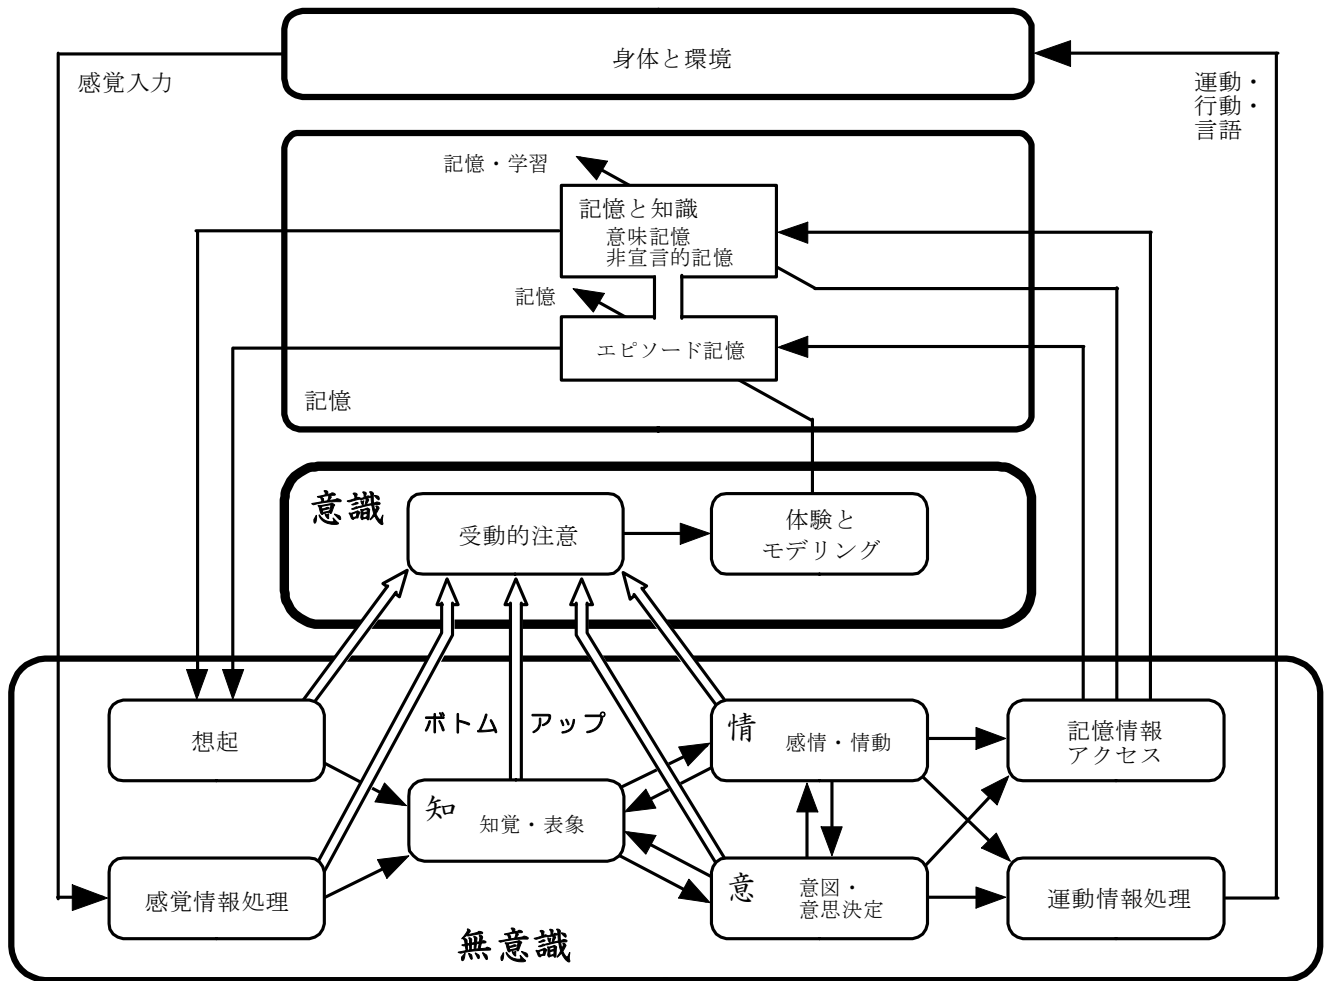 身体と環境
感覚入力
運動・
行動・
言語
記憶・学習
記憶と知識
意味記憶
非宣言的記憶
記憶
エピソード記憶
記憶
意識
受動的注意
体験と
モデリング
ボトム アップ
想起
情
感情・情動
記憶情報
アクセス
知
知覚・表象
感覚情報処理
意
意図・
意思決定
運動情報処理
無意識